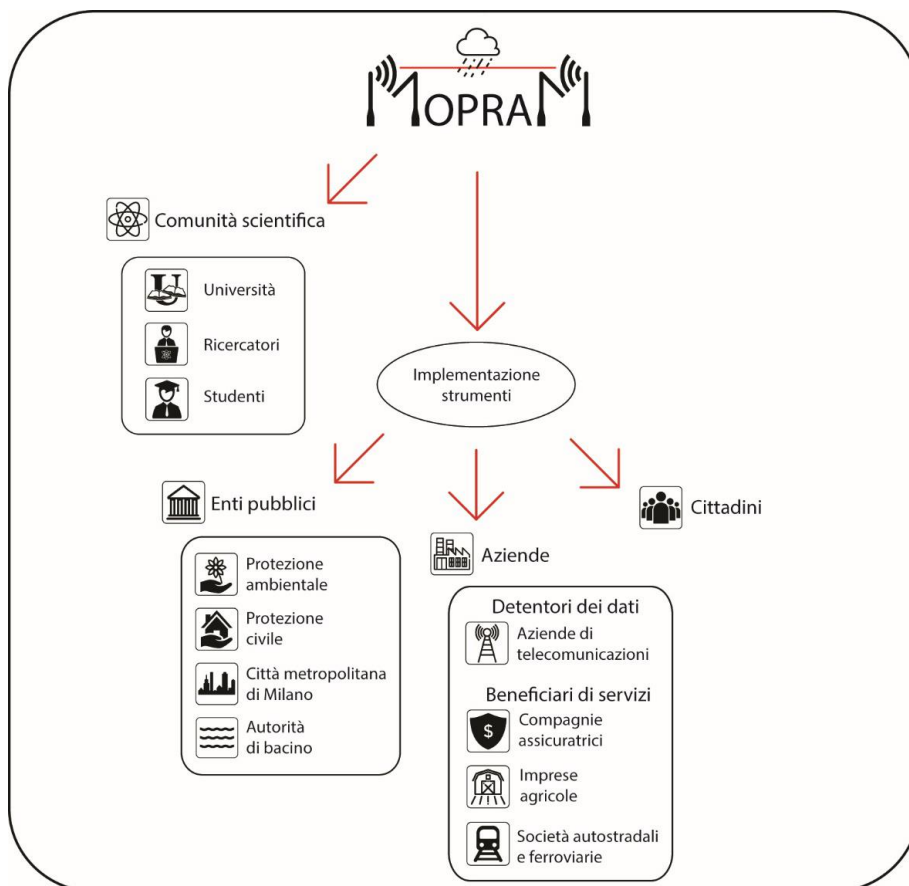 MOPRAM
Comunità scientifica
Università
Ricercatori
Studenti
Implementazione
strumenti
Enti pubblici
Protezione
ambientale
Protezione
civile
Città metropolitana
di Milano
Autorità
di bacino
Aziende
Detentori dei dati
Aziende di
telecomunicazioni
Beneficiari di servizi
$
Compagnie
assicuratrici
Imprese
agricole
Società autostradali
e ferroviarie
Cittadini